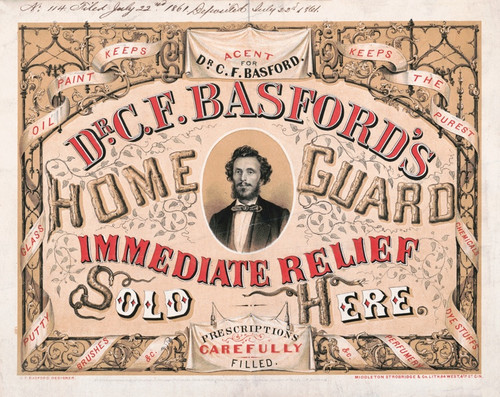 No. 114. Filed July 22nd 1861. Deposited July 22d 1861.
AGENT
FOR
DR. C. F. BASFORD.
KEEPS
PAINT
OIL
KEEPS
THE
PUREST
DR. C. F. BASFORD'S
HOME GUARD
IMMEDIATE RELIEF
SOLD HERE
GLASS
PUTTY
BRUSHES
&C.
CHEMICALS
DYE STUFFS
PERFUMERY
&C.
PRESCRIPTIONS
CAREFULLY
FILLED.
MIDDLETON STROBRIDGE & CO. LITH.